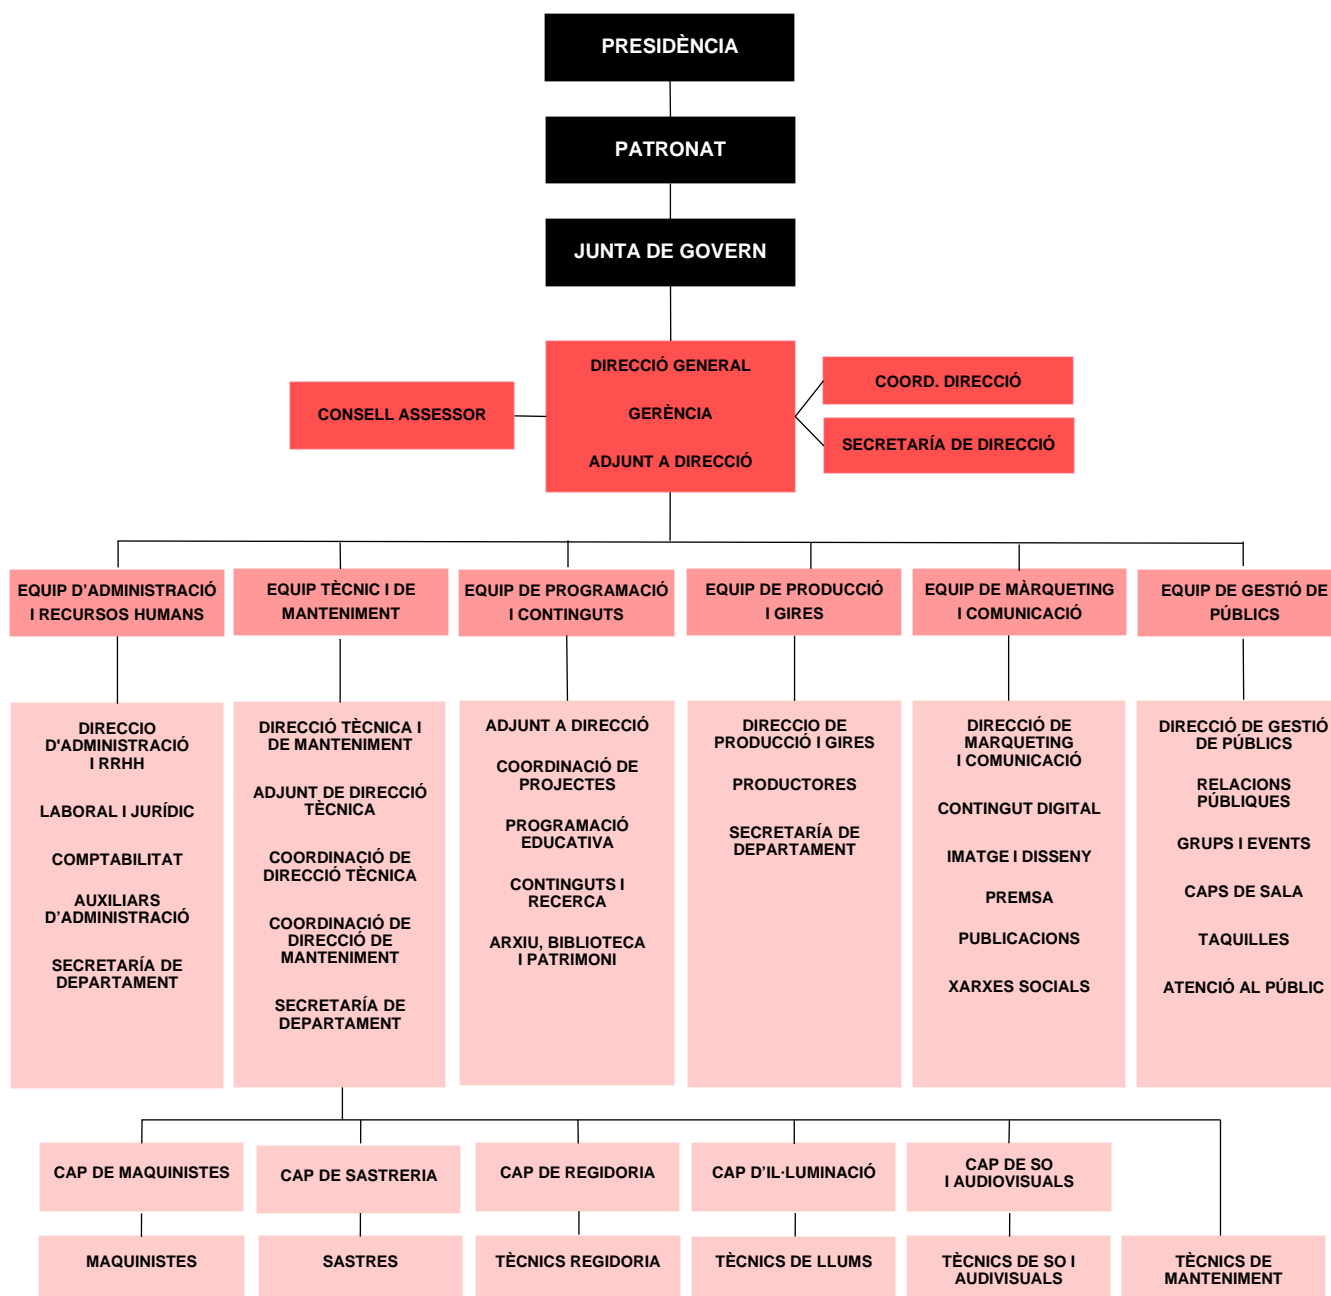 PRESIDÈNCIA
PATRONAT
JUNTA DE GOVERN
DIRECCIÓ GENERAL
GERÈNCIA
ADJUNT A DIRECCIÓ
CONSELL ASSESSOR
COORD. DIRECCIÓ
SECRETARÍA DE DIRECCIÓ
EQUIP D’ADMINISTRACIÓ
I RECURSOS HUMANS
EQUIP TÈCNIC I DE
MANTENIMENT
EQUIP DE PROGRAMACIÓ
I CONTINGUTS
EQUIP DE PRODUCCIÓ
I GIRES
EQUIP DE MÀRQUETING
I COMUNICACIÓ
EQUIP DE GESTIÓ DE
PÚBLICS
DIRECCIO
D'ADMINISTRACIÓ
I RRHH
LABORAL I JURÍDIC
COMPTABILITAT
AUXILIARS
D’ADMINISTRACIÓ
SECRETARÍA DE
DEPARTAMENT
DIRECCIÓ TÈCNICA I
DE MANTENIMENT
ADJUNT DE DIRECCIÓ
TÈCNICA
COORDINACIÓ DE
DIRECCIÓ TÈCNICA
COORDINACIÓ DE
DIRECCIÓ DE
MANTENIMENT
SECRETARÍA DE
DEPARTAMENT
ADJUNT A DIRECCIÓ
COORDINACIÓ DE
PROJECTES
PROGRAMACIÓ
EDUCATIVA
CONTINGUTS I
RECERCA
ARXIU, BIBLIOTECA
I PATRIMONI
DIRECCIO DE
PRODUCCIÓ I GIRES
PRODUCTORES
SECRETARÍA DE
DEPARTAMENT
DIRECCIÓ DE
MARQUETING
I COMUNICACIÓ
CONTINGUT DIGITAL
IMATGE I DISSENY
PREMSA
PUBLICACIONS
XARXES SOCIALS
DIRECCIÓ DE GESTIÓ
DE PÚBLICS
RELACIONS
PÚBLIQUES
GRUPS I EVENTS
CAPS DE SALA
TAQUILLES
ATENCIÓ AL PÚBLIC
CAP DE MAQUINISTES
CAP DE SASTRERIA
CAP DE REGIDORIA
CAP D’IL·LUMINACIÓ
CAP DE SO
I AUDIOVISUALS
MAQUINISTES
SASTRES
TÈCNICS REGIDORIA
TÈCNICS DE LLUMS
TÈCNICS DE SO I
AUDIVISUALS
TÈCNICS DE
MANTENIMENT